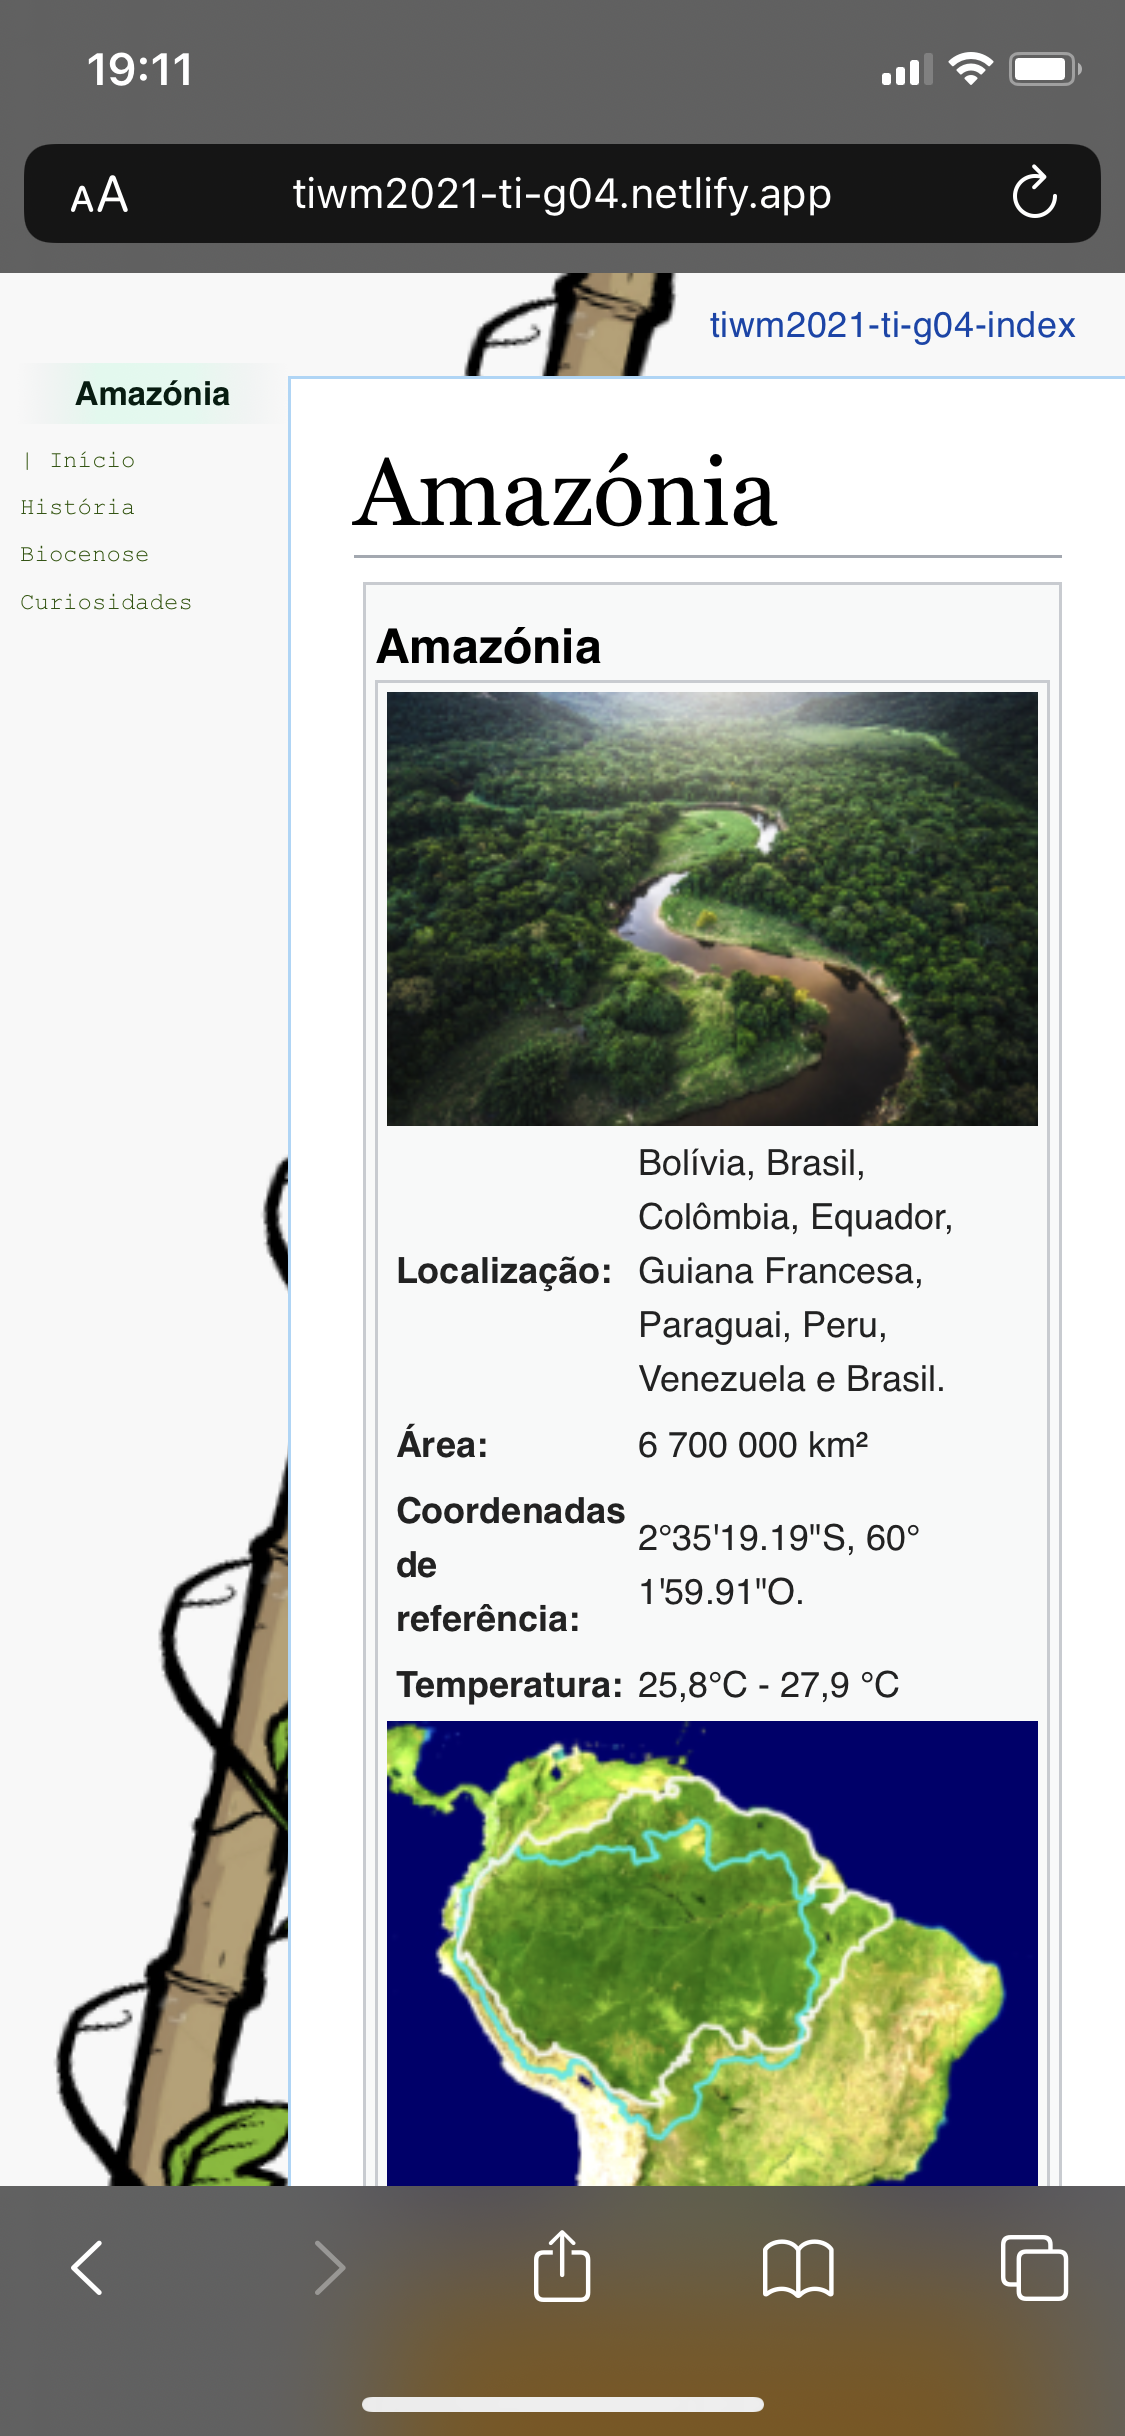 19:11
AA
tiwm2021-ti-g04.netlify.app
tiwm2021-ti-g04-index
Amazónia
| Início
História
Biocenose
Curiosidades
Amazónia
Amazónia
Localização:
Bolívia, Brasil,
Colômbia, Equador,
Guiana Francesa,
Paraguai, Peru,
Venezuela e Brasil.
Área:
6 700 000 km²
Coordenadas
de
referência:
2°35'19.19"S, 60°
1'59.91"O.
Temperatura:
25,8°C - 27,9 °C